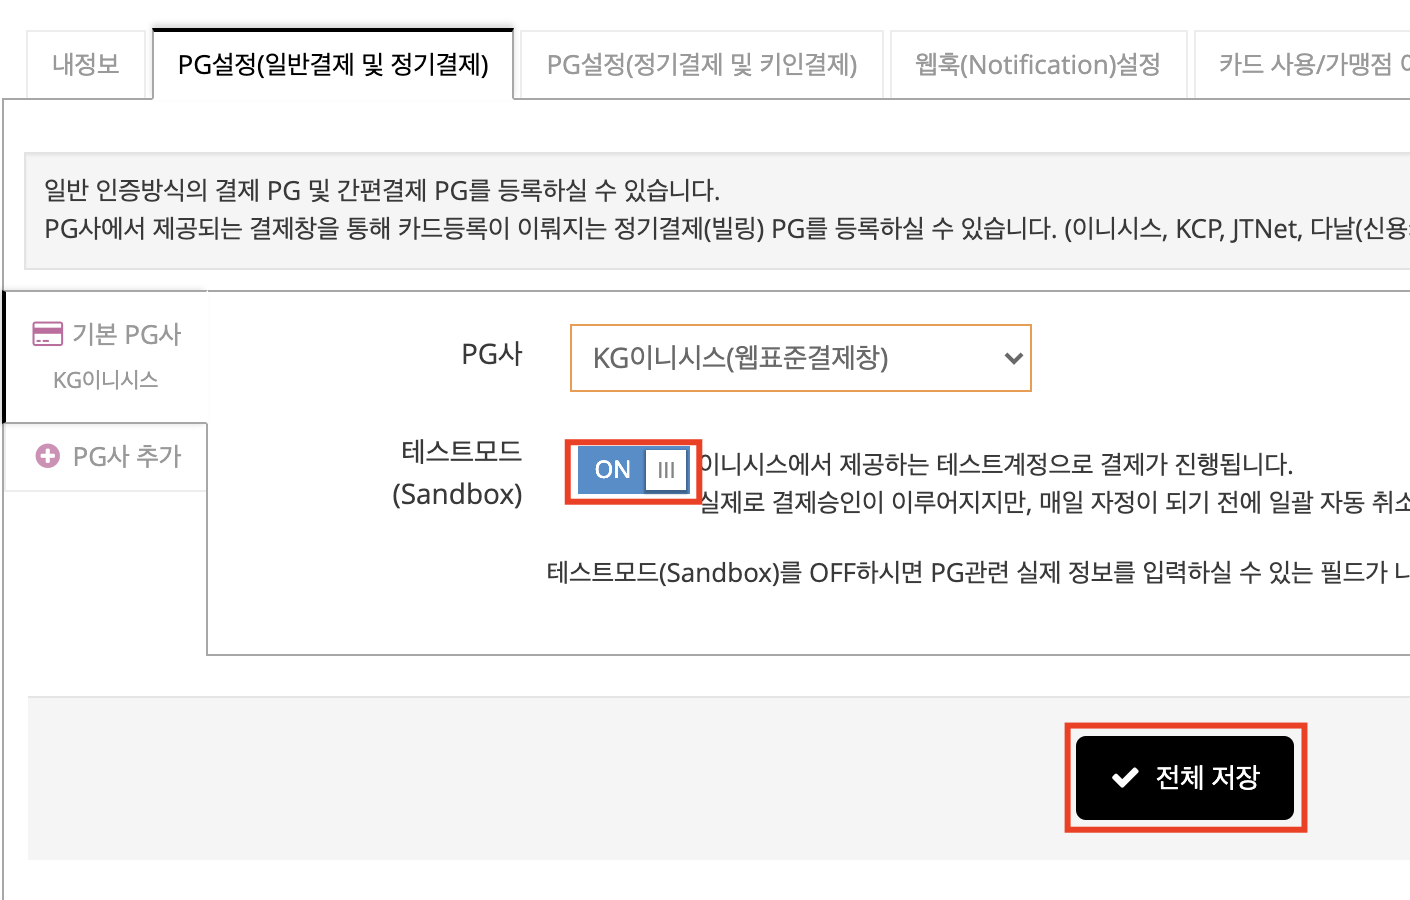 내정보
PG설정(일반결제 및 정기결제)
PG설정(정기결제 및 키인결제)
웹훅(Notification)설정
카드 사용/가맹점
일반 인증방식의 결제 PG 및 간편결제 PG를 등록하실 수 있습니다.
PG사에서 제공되는 결제창을 통해 카드등록이 이뤄지는 정기결제(빌링) PG를 등록하실 수 있습니다. (이니시스, KCP, JTNet, 다날(신용
기본 PG사
KG이니시스
PG사 추가
PG사
KG이니시스(웹표준결제창)
테스트모드
(Sandbox)
ON
이니시스에서 제공하는 테스트계정으로 결제가 진행됩니다.
실제로 결제승인이 이루어지지만, 매일 자정이 되기 전에 일괄 자동 취소
테스트모드(Sandbox)를 OFF하시면 PG관련 실제 정보를 입력하실 수 있는 필드가
전체 저장